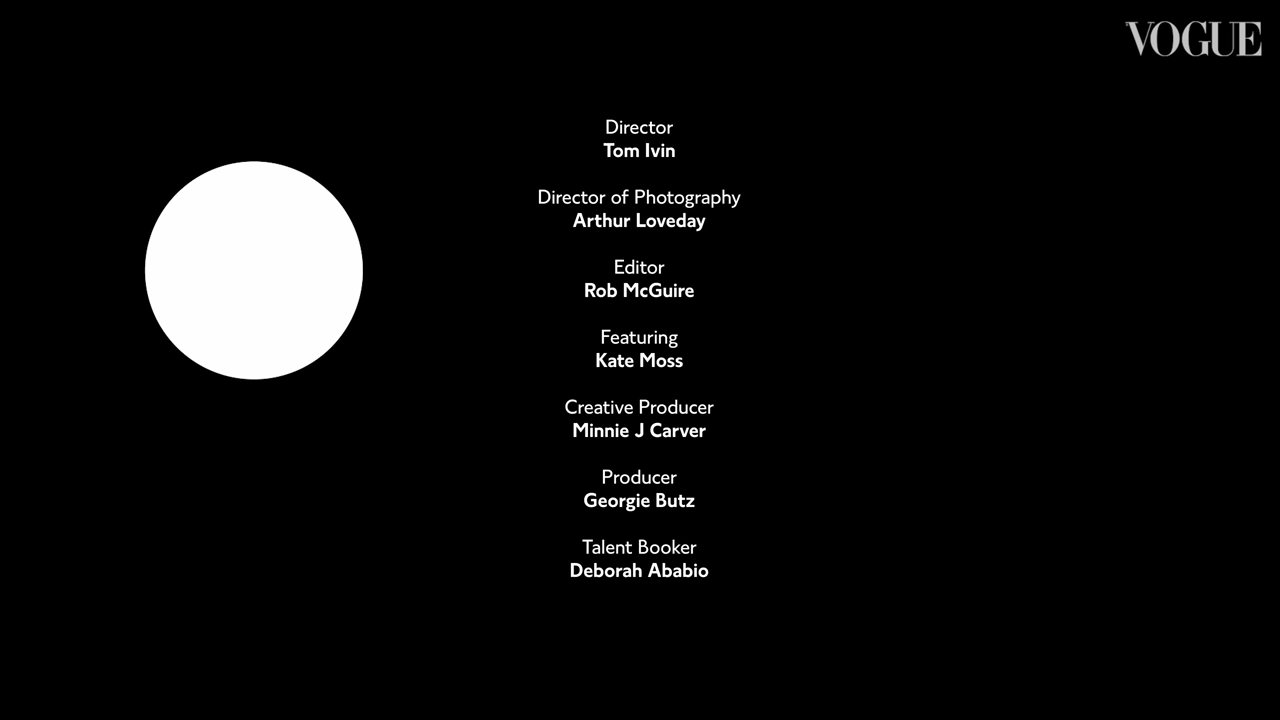 VOGUE
Director
Tom Ivin
Director of Photography
Arthur Loveday
Editor
Rob McGuire
Featuring
Kate Moss
Creative Producer
Minnie J Carver
Producer
Georgie Butz
Talent Booker
Deborah Ababio